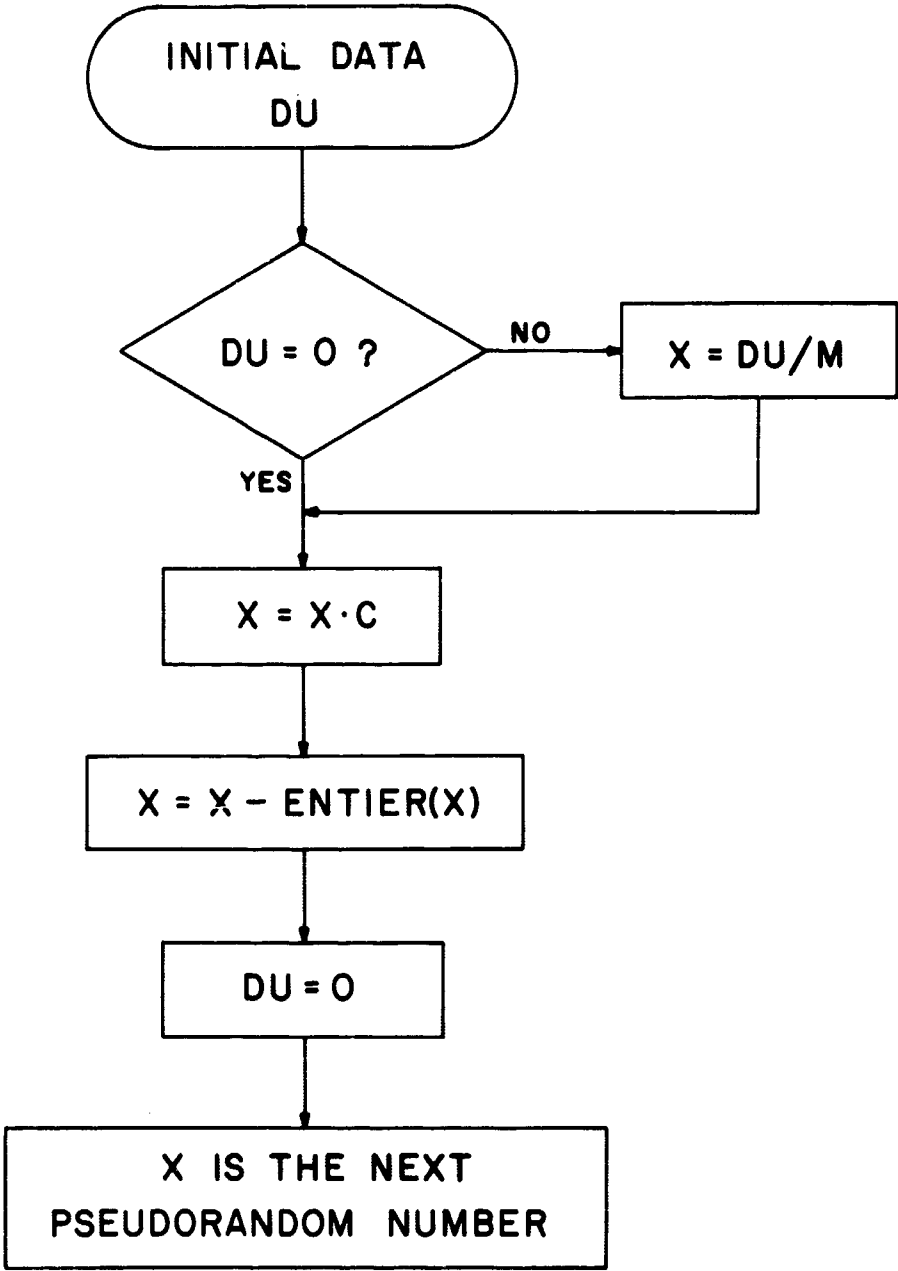 INITIAL DATA
DU
DU = 0 ?
NO
X = DU/M
YES
X = X·C
X = X - ENTIER(X)
DU = 0
X IS THE NEXT
PSEUDORANDOM NUMBER